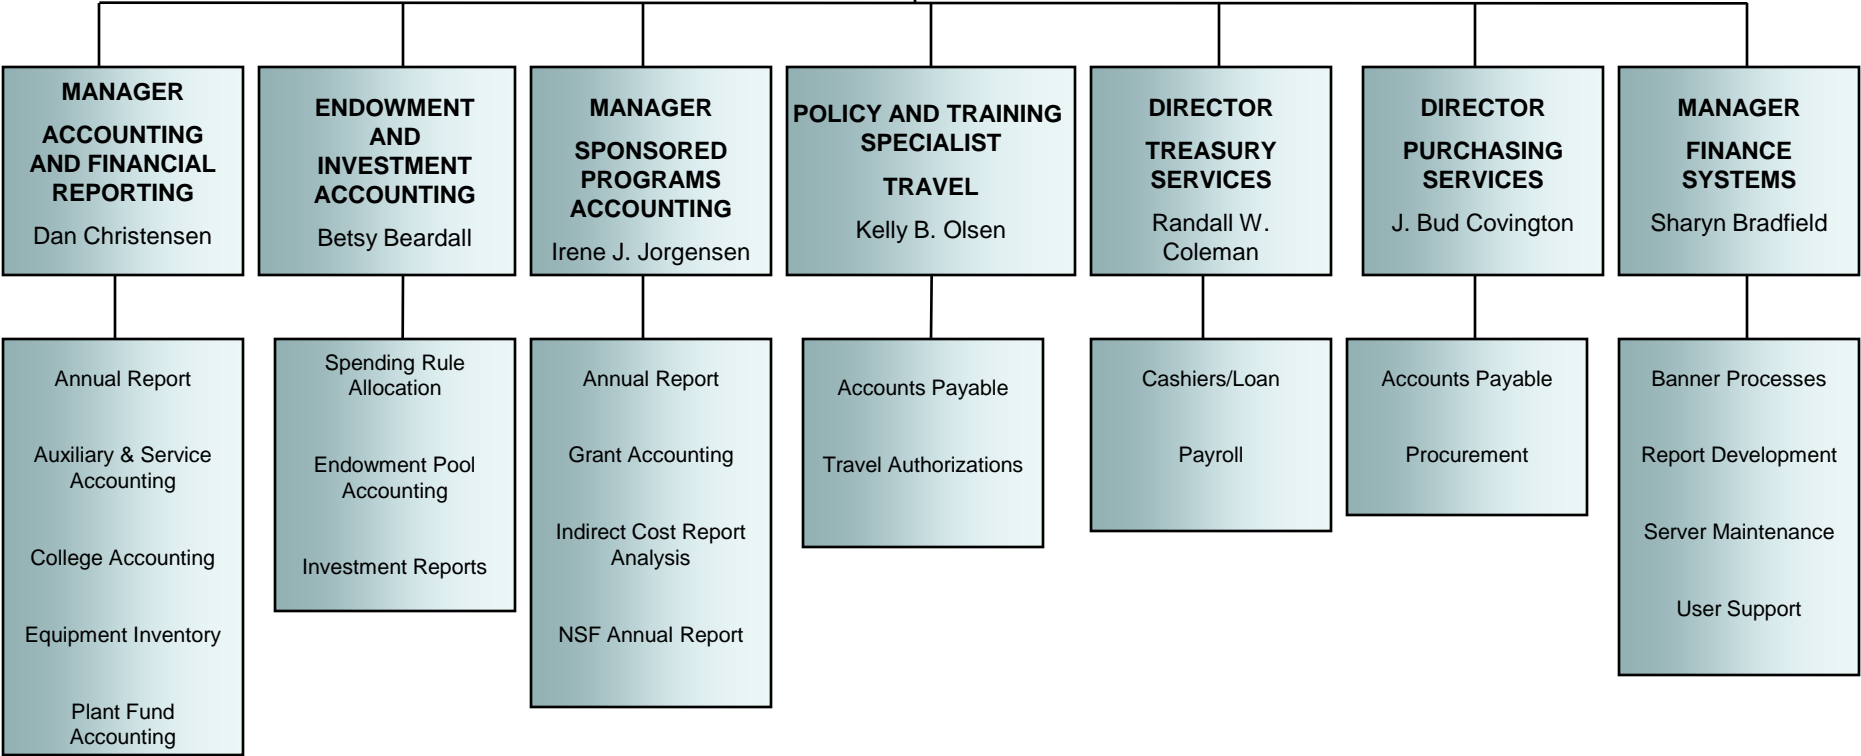 MANAGER
ACCOUNTING
AND FINANCIAL
REPORTING
Dan Christensen
ENDOWMENT
AND
INVESTMENT
ACCOUNTING
Betsy Beardall
MANAGER
SPONSORED
PROGRAMS
ACCOUNTING
Irene J. Jorgensen
POLICY AND TRAINING
SPECIALIST
TRAVEL
Kelly B. Olsen
DIRECTOR
TREASURY
SERVICES
Randall W.
Coleman
DIRECTOR
PURCHASING
SERVICES
J. Bud Covington
MANAGER
FINANCE
SYSTEMS
Sharyn Bradfield
Annual Report
Auxiliary & Service
Accounting
College Accounting
Equipment Inventory
Plant Fund
Accounting
Spending Rule
Allocation
Endowment Pool
Accounting
Investment Reports
Annual Report
Grant Accounting
Indirect Cost Report
Analysis
NSF Annual Report
Accounts Payable
Travel Authorizations
Cashiers/Loan
Payroll
Accounts Payable
Procurement
Banner Processes
Report Development
Server Maintenance
User Support